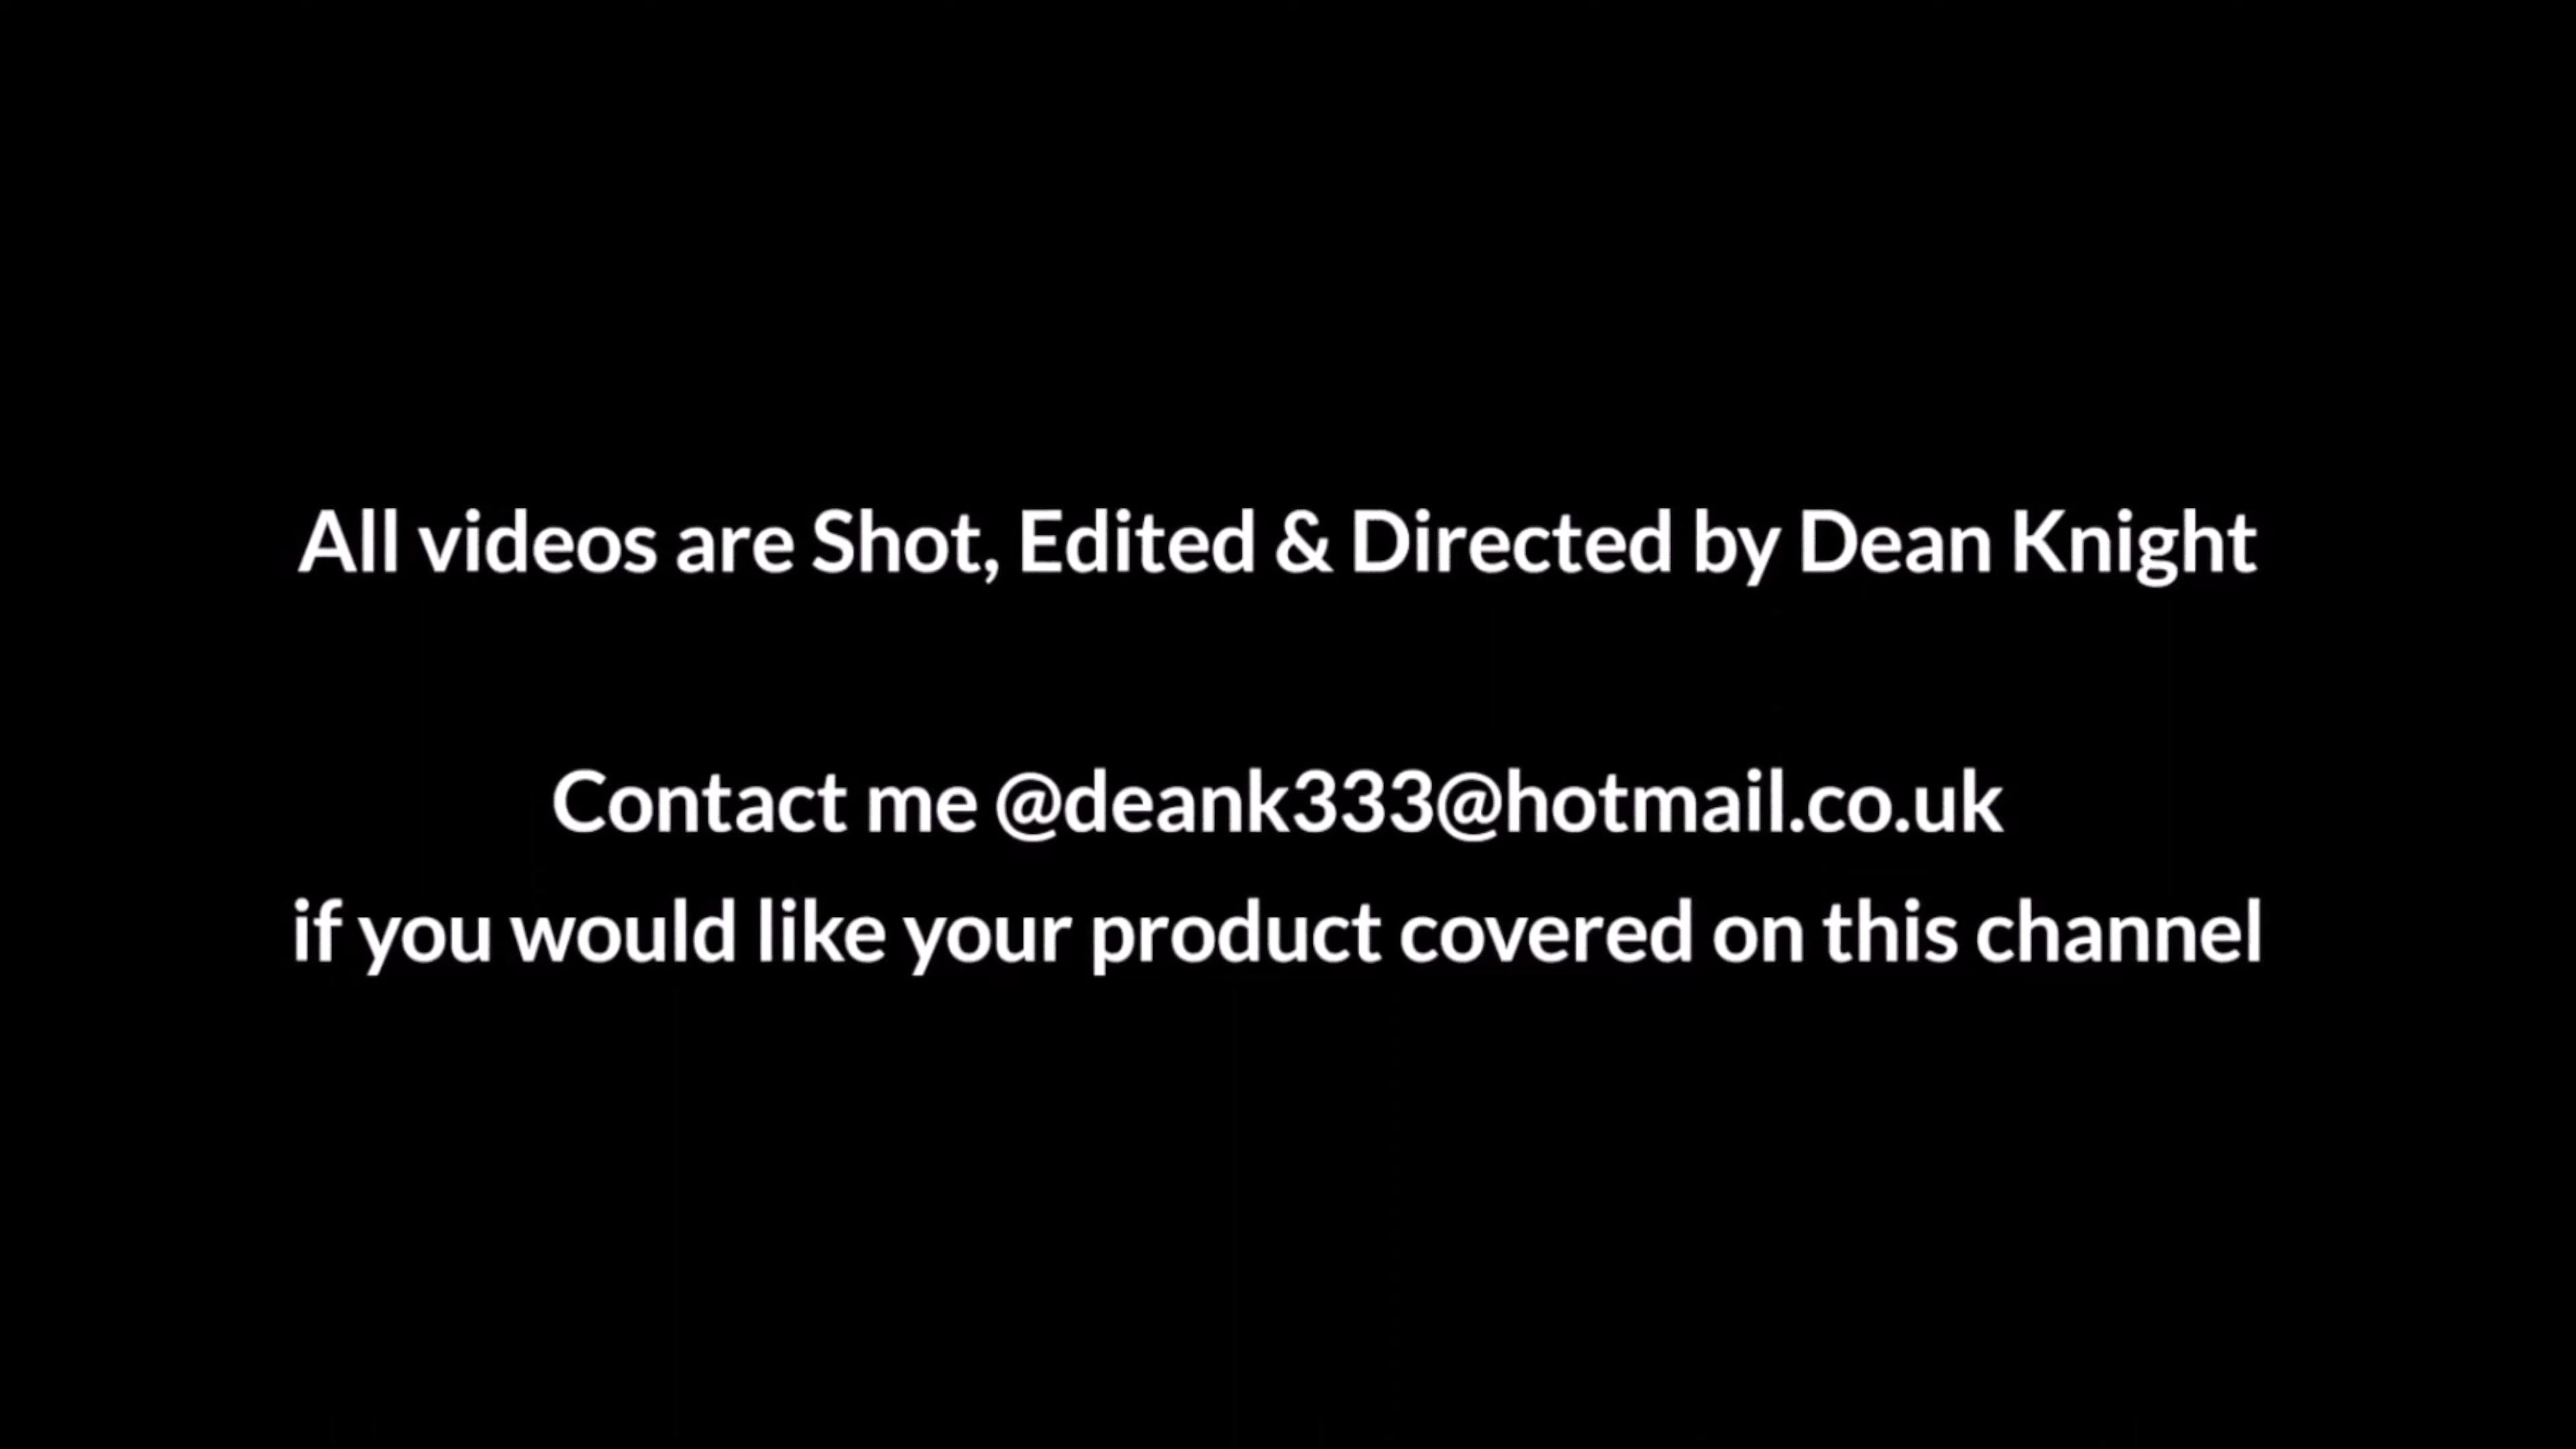 All videos are Shot, Edited & Directed by Dean Knight
Contact me @deank333@hotmail.co.uk
if you would like your product covered on this channel